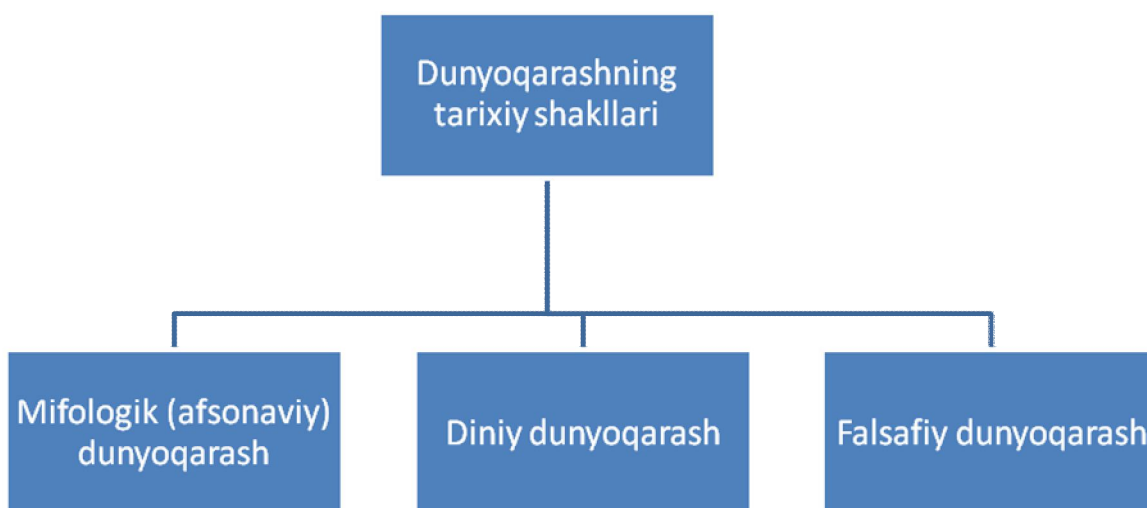 Dunyoqarashning
tarixiy shakllari
Mifologik (afsonaviy)
dunyoqarash
Diniy dunyoqarash
Falsafiy dunyoqarash